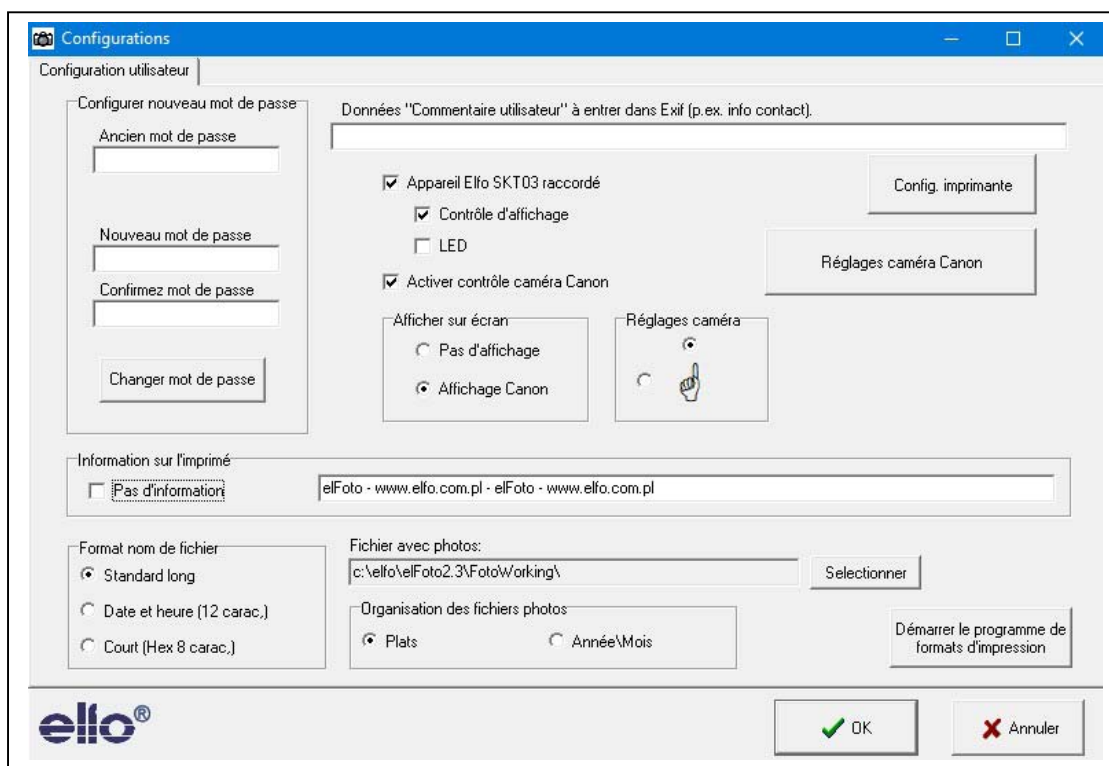 Configurations
Configuration utilisateur
Configurer nouveau mot de passe
Ancien mot de passe
Nouveau mot de passe
Confirmez mot de passe
Changer mot de passe
Données "Commentaire utilisateur" à entrer dans Exif (p.ex. info contact).
Appareil Elfo SKT03 raccordé
Contrôle d'affichage
LED
Activer contrôle caméra Canon
Config. imprimante
Réglages caméra Canon
Afficher sur écran
Pas d'affichage
Affichage Canon
Réglages caméra
Information sur l'imprimé
Pas d'information
elFoto - www.elfo.com.pl - elFoto - www.elfo.com.pl
Format nom de fichier
Standard long
Date et heure (12 carac,)
Court (Hex 8 carac,)
Fichier avec photos:
c:\elfo\elFoto2.3\FotoWorking\
Selectionner
Organisation des fichiers photos
Plats
Année\Mois
Démarrer le programme de
formats d'impression
elfo®
OK
Annuler